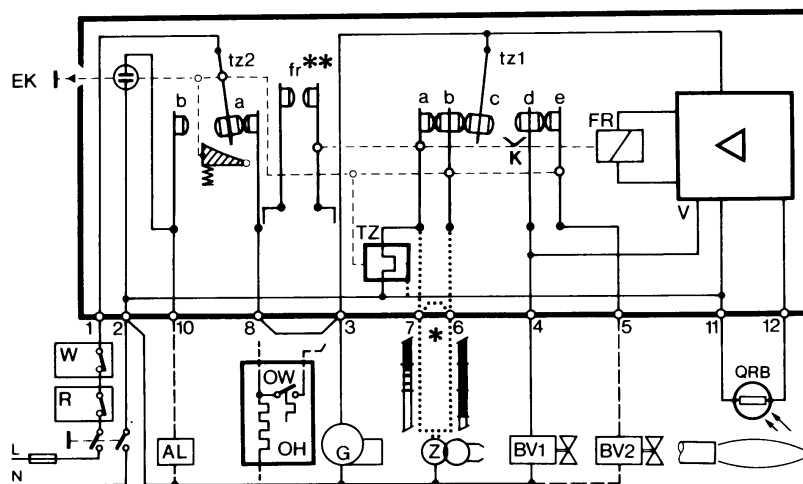 tz2
fr**
tz1
EK
b
a
a
b
c
d
e
FR
K
V
TZ
1
2
10
8
3
7
*
6
4
5
11
12
W
R
OW
OH
QRB
L
N
AL
G
Z
BV1
BV2